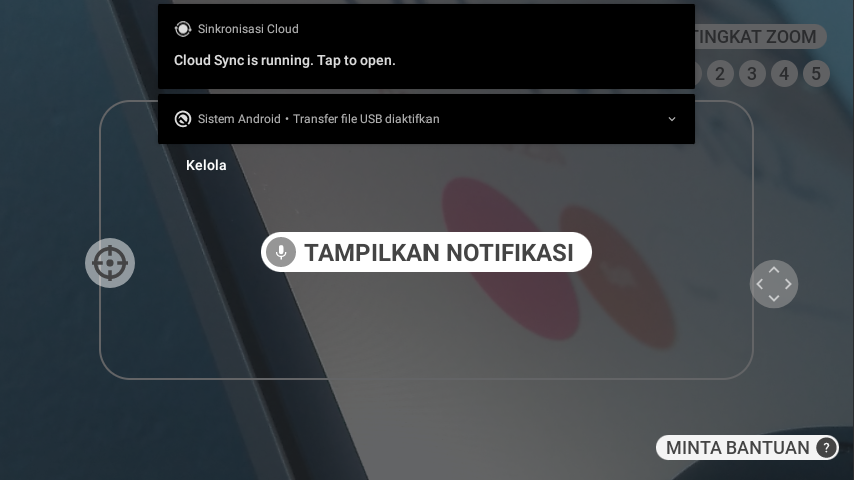 Sinkronisasi Cloud
Cloud Sync is running. Tap to open.
TINGKAT ZOOM
2 3 4 5
Sistem Android • Transfer file USB diaktifkan
Kelola
TAMPILKAN NOTIFIKASI
MINTA BANTUAN ?